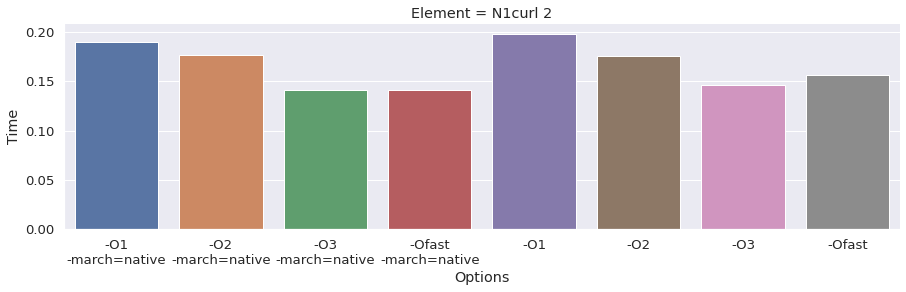 Element = N1curl 2
Time
0.20
0.15
0.10
0.05
0.00
-O1 -O2 -O3 -Ofast -O1 -O2 -O3 -Ofast
-march=native -march=native -march=native -march=native
Options